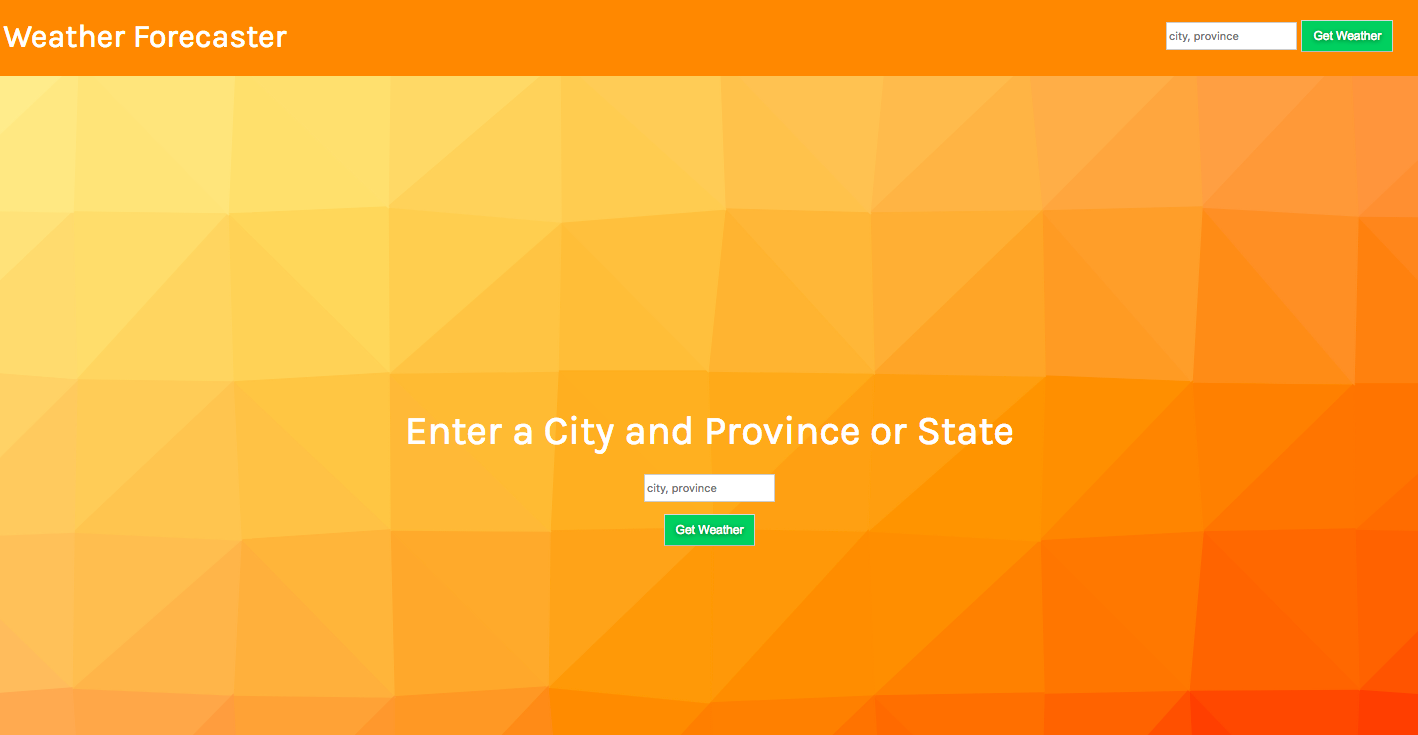 Weather Forecaster
city, province
Get Weather
Enter a City and Province or State
city, province
Get Weather